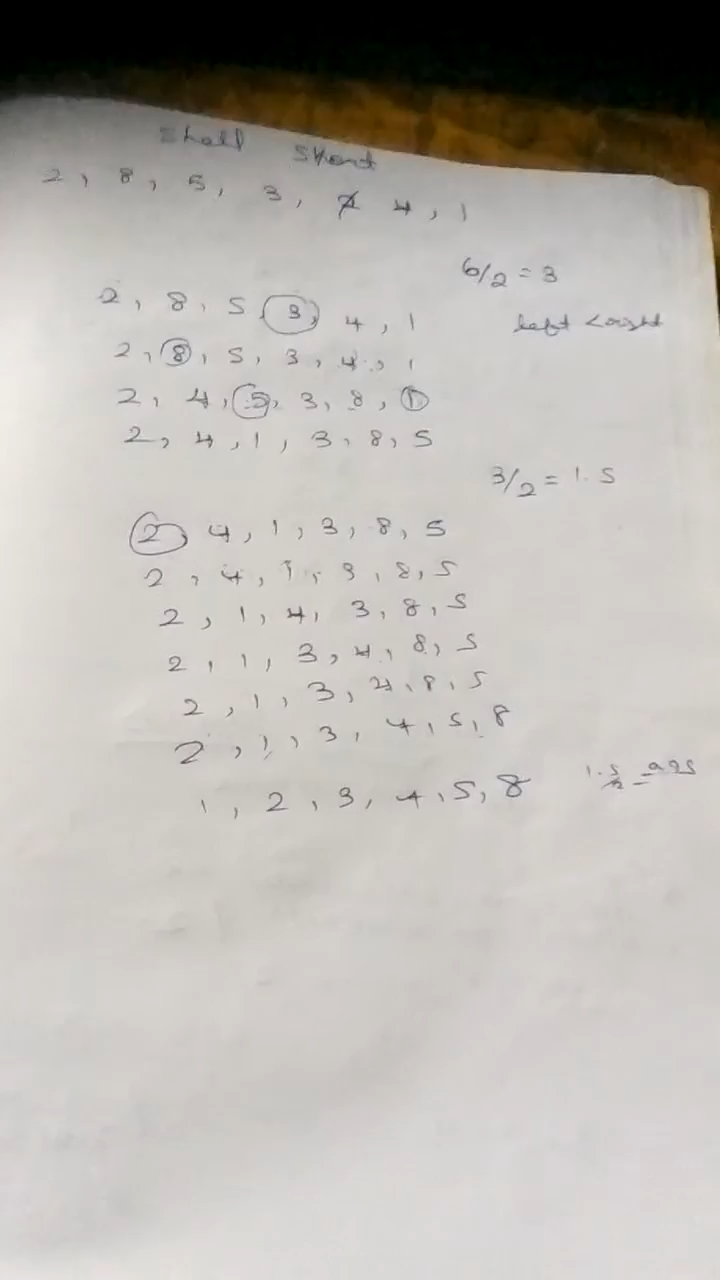 Shell Short
2, 8, 5, 3, 4, 1
6/2 = 3
2, 8, 5, 3, 4, 1
left < right
2, 8, 5, 3, 4, 1
2, 4, 5, 3, 8, 1
2, 4, 1, 3, 8, 5
3/2 = 1.5
2, 4, 1, 3, 8, 5
2, 4, 1, 3, 8, 5
2, 1, 4, 3, 8, 5
2, 1, 3, 4, 8, 5
2, 1, 3, 4, 8, 5
2, 1, 3, 4, 5, 8
1, 2, 3, 4, 5, 8